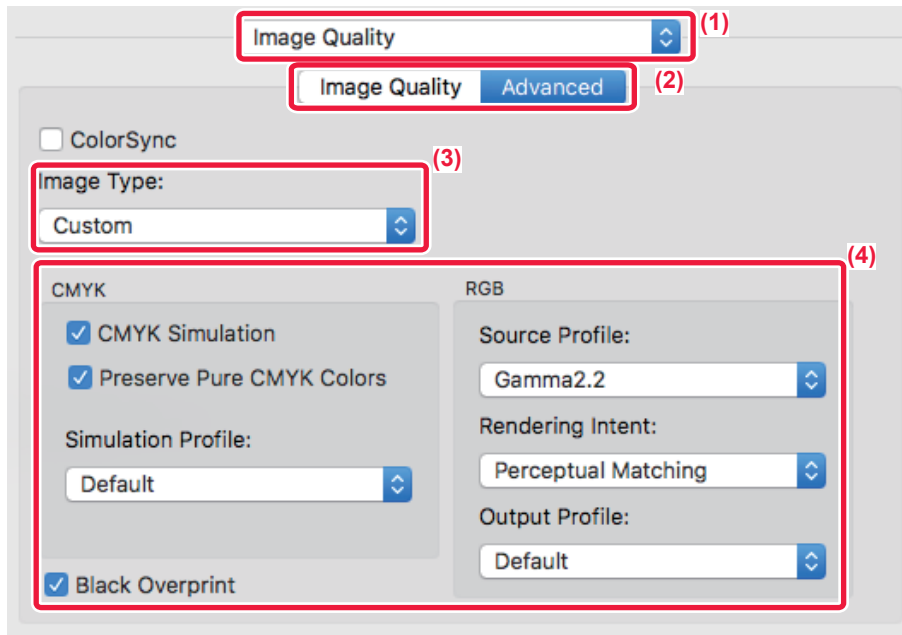 Image Quality
(1)
Image Quality Advanced
(2)
ColorSync
(3)
Image Type:
Custom
(4)
CMYK
CMYK Simulation
Preserve Pure CMYK Colors
Simulation Profile:
Default
Black Overprint
RGB
Source Profile:
Gamma2.2
Rendering Intent:
Perceptual Matching
Output Profile:
Default